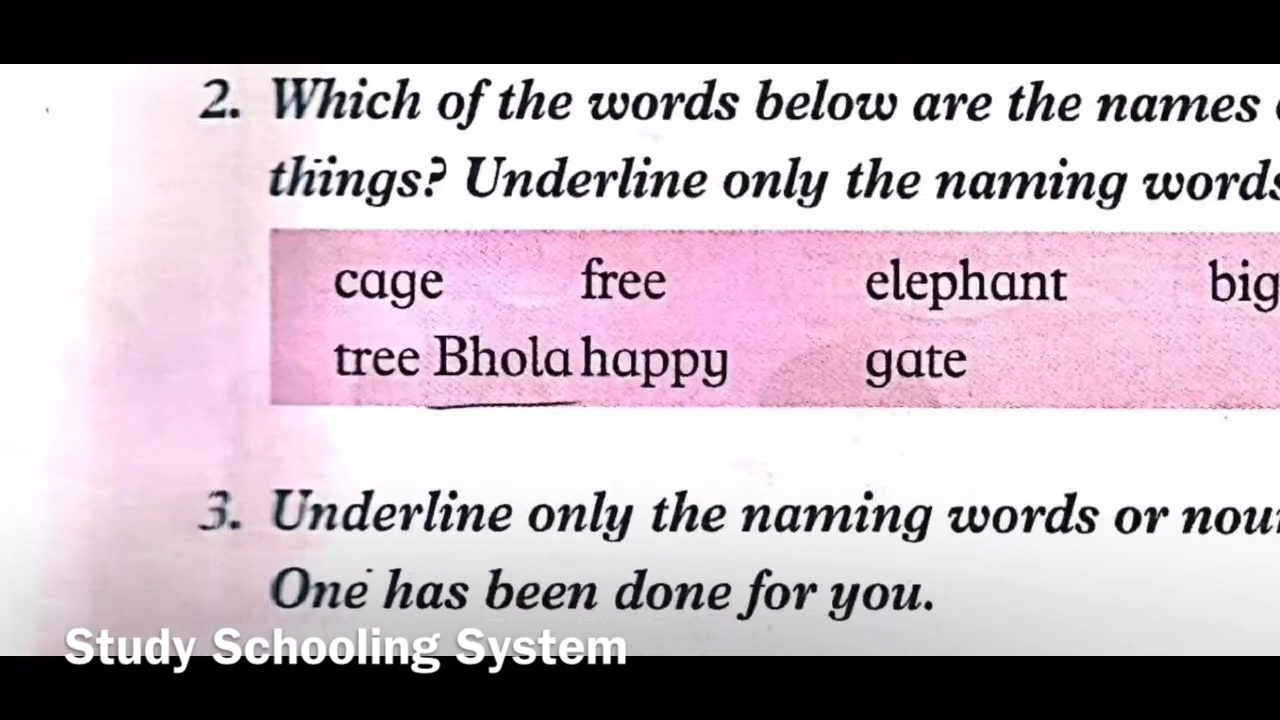 2. Which of the words below are the names
things? Underline only the naming words
cage free elephant big
tree Bhola happy gate
3. Underline only the naming words or nou
One has been done for you.
Study Schooling System